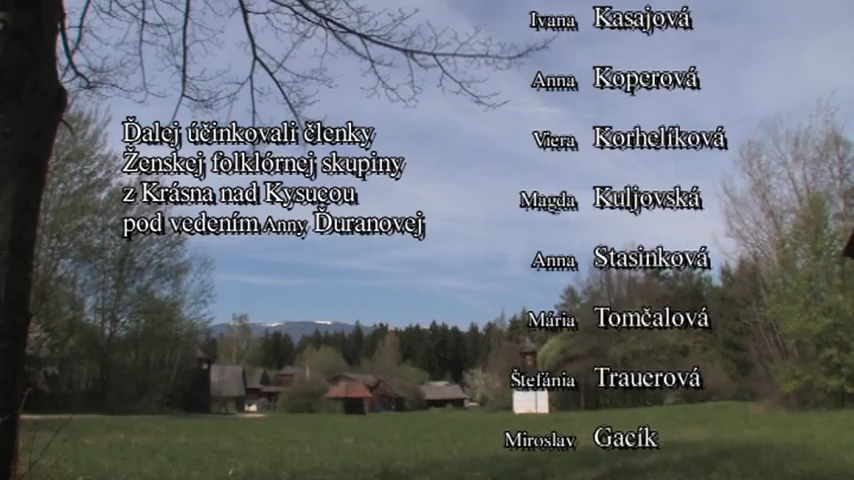 Ďalej účinkovali členky
Ženskej folklórnej skupiny
z Krásna nad Kysucou
pod vedením Anny Ďuranovej
Ivana Kasajová
Anna Koperová
Viera Korhelíková
Magda Kuljovská
Anna Stasinková
Mária Tomčalová
Štefánia Trauerová
Miroslav Gacík